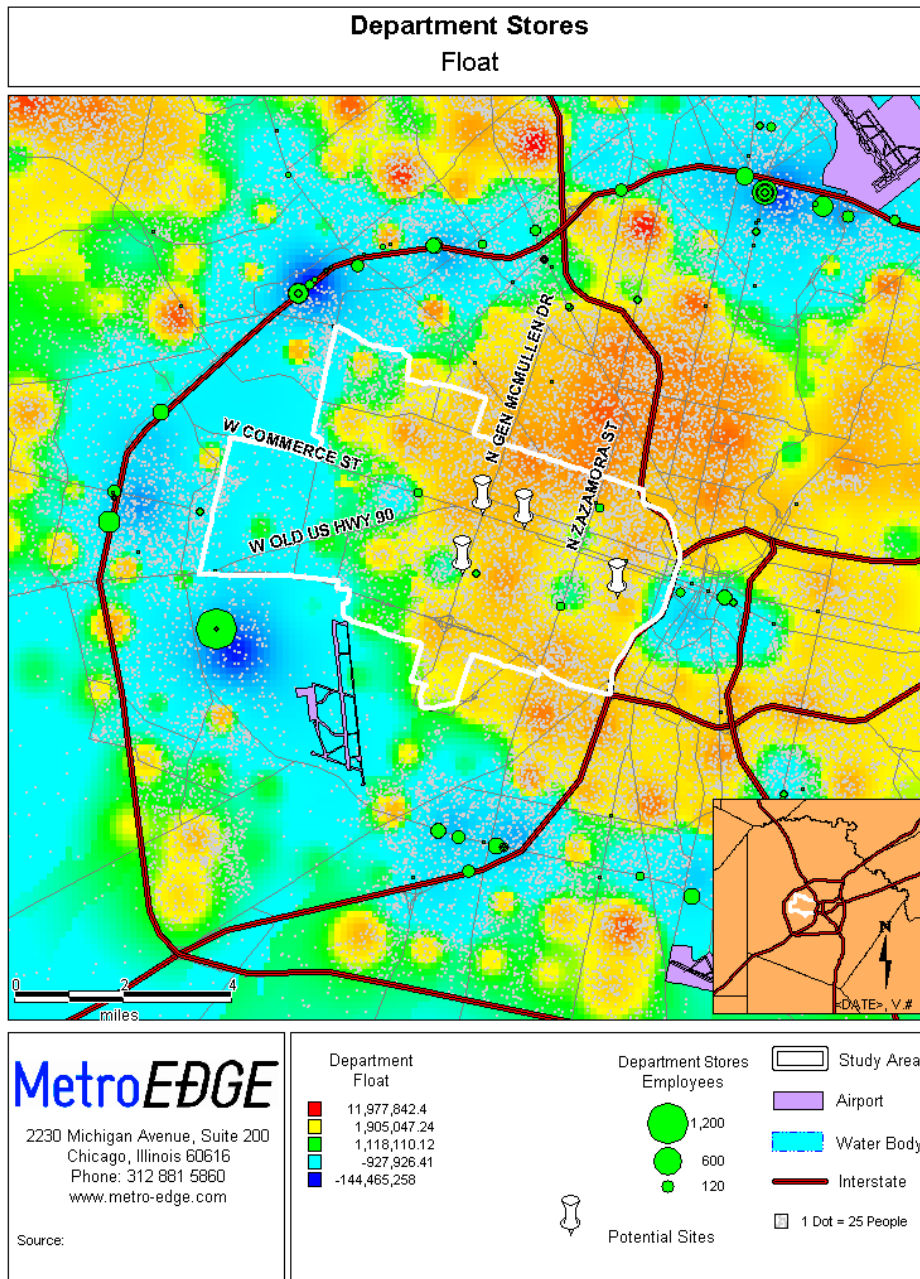 Department Stores
Float
N GEN MCMULLEN DR
W COMMERCE ST
N ZAZAMORA ST
W OLD US HWY 90
0 2 4
miles
N
<DATE>, V.#
MetroEDGE
2230 Michigan Avenue, Suite 200
Chicago, Illinois 60616
Phone: 312 881 5860
www.metro-edge.com
Source:
Department
Float
11,977,842.4
1,905,047.24
1,118,110.12
-927,926.41
-144,465,258
Department Stores
Employees
1,200
600
120
Potential Sites
Study Area
Airport
Water Body
Interstate
1 Dot = 25 People